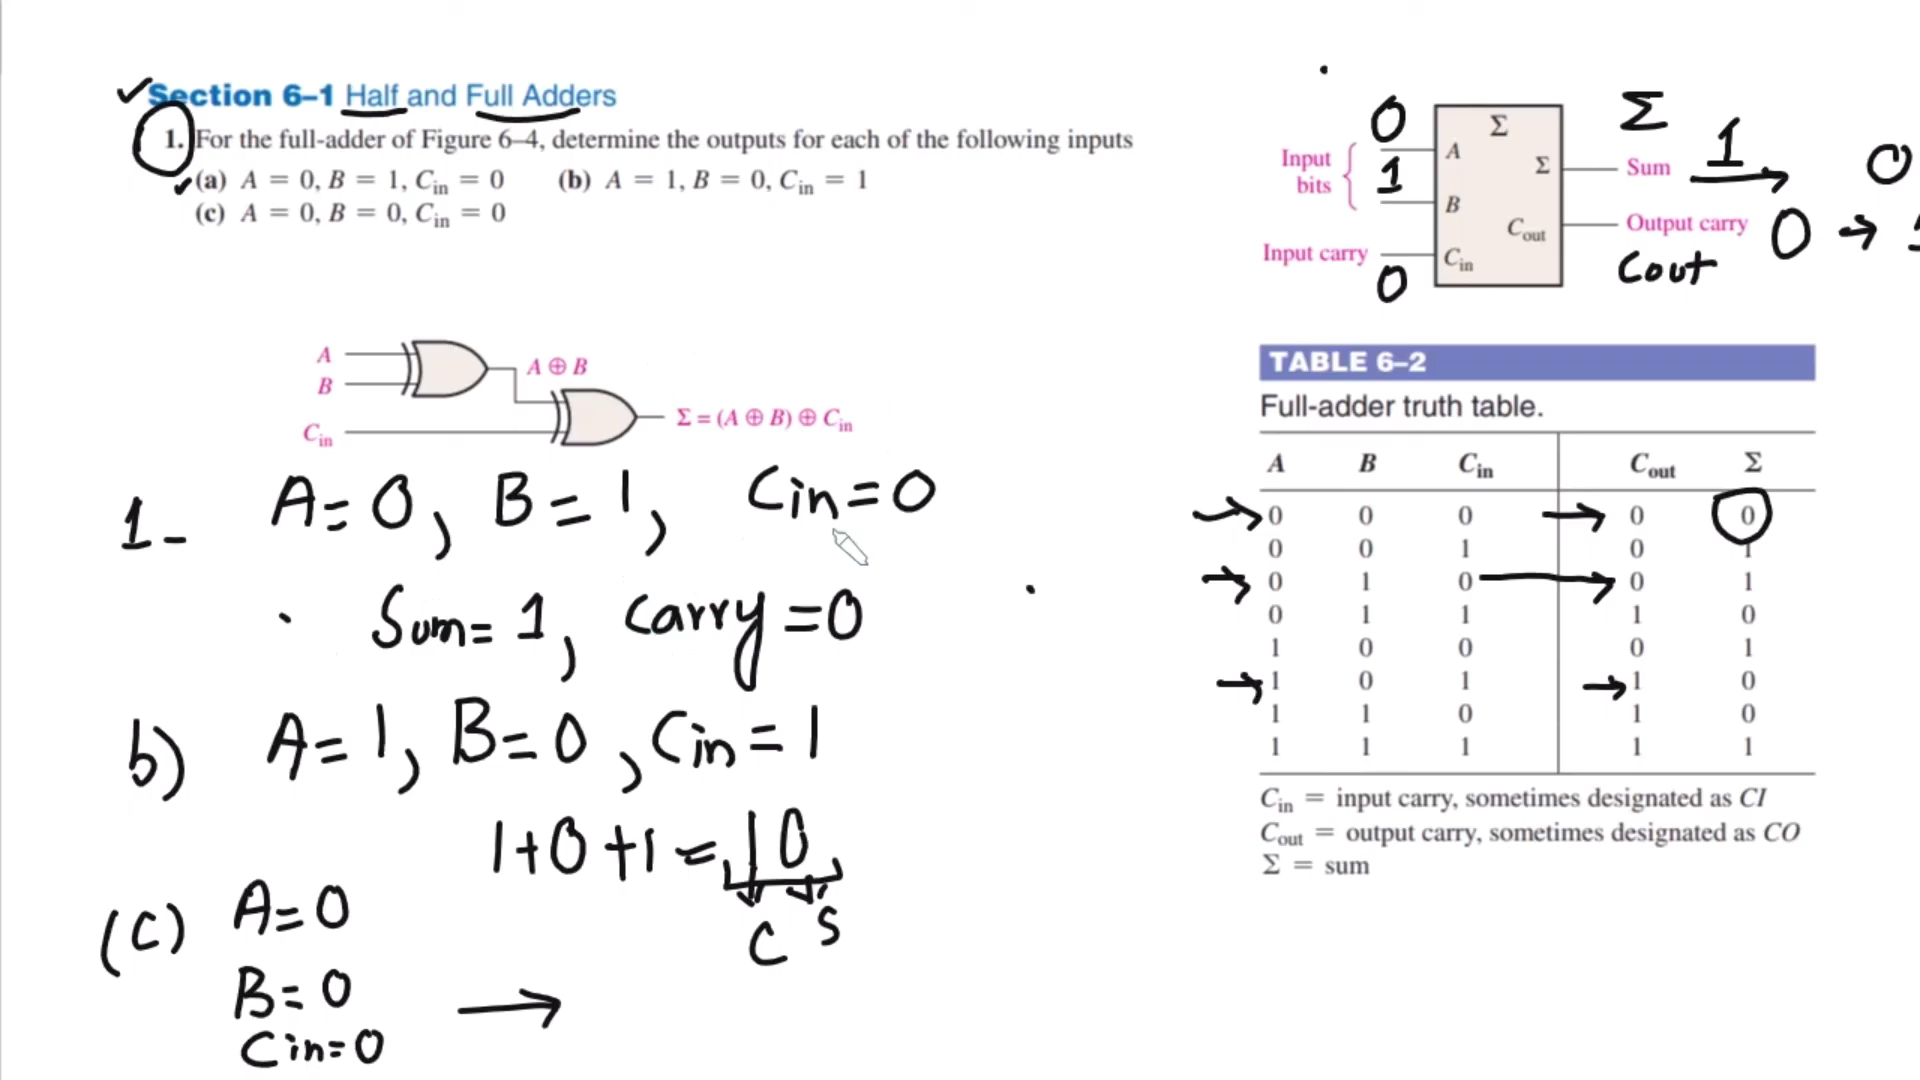 Section 6–1 Half and Full Adders
1. For the full-adder of Figure 6–4, determine the outputs for each of the following inputs
(a) A = 0, B = 1, Cin = 0 (b) A = 1, B = 0, Cin = 1
(c) A = 0, B = 0, Cin = 0
A
B
Cin
A ⊕ B
Σ = (A ⊕ B) ⊕ Cin
1- A=0, B=1, Cin=0
Sum=1, Carry=0
b) A=1, B=0, Cin=1
1+0+1=10
C S
(C) A=0
B=0 →
Cin=0
0 Σ Σ
Input bits 1 A Σ Sum 1 → 0
B Cout Output carry 0 →
Input carry 0 Cin Cout
TABLE 6–2
Full-adder truth table.
A B Cin Cout Σ
→ 0 0 0 → 0 0
0 0 1 0 1
→ 0 1 0 → 0 1
0 1 1 1 0
1 0 0 0 1
→ 1 0 1 → 1 0
1 1 0 1 0
1 1 1 1 1
Cin = input carry, sometimes designated as CI
Cout = output carry, sometimes designated as CO
Σ = sum